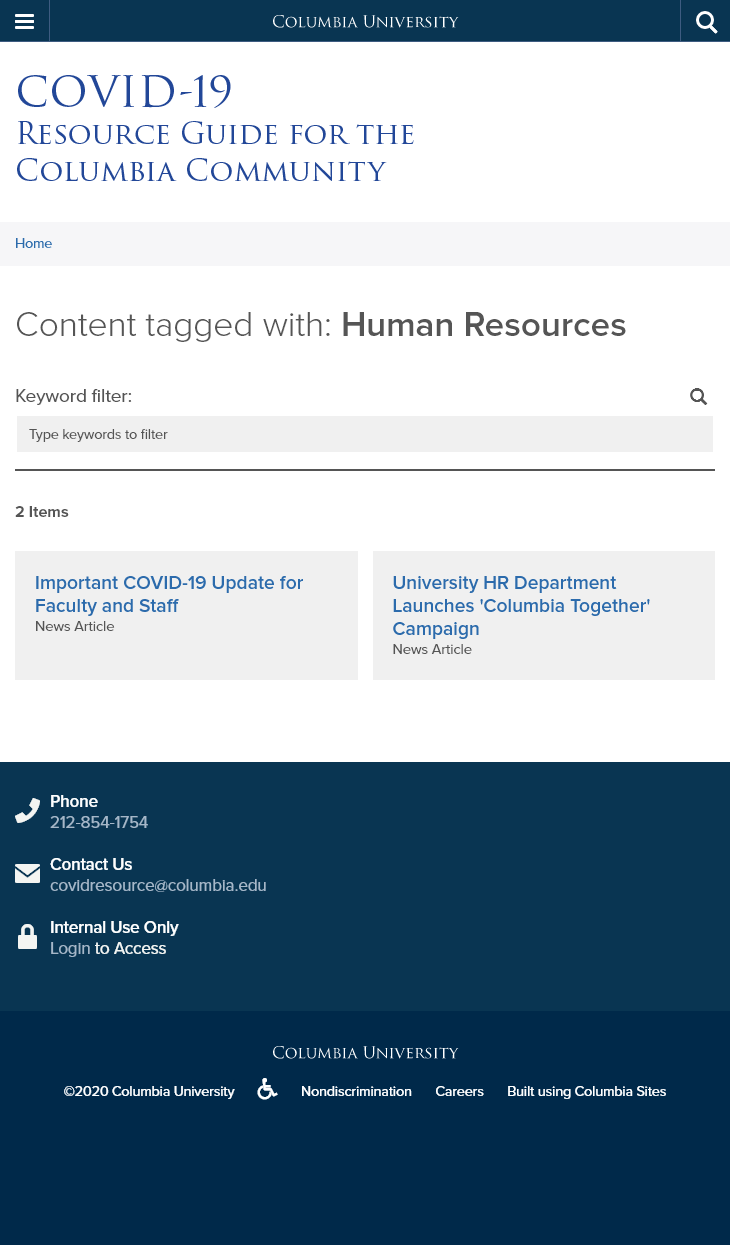 Columbia University
COVID-19
Resource Guide for the
Columbia Community
Home
Content tagged with: Human Resources
Keyword filter:
Type keywords to filter
2 Items
Important COVID-19 Update for
Faculty and Staff
News Article
University HR Department
Launches 'Columbia Together'
Campaign
News Article
Phone
212-854-1754
Contact Us
covidresource@columbia.edu
Internal Use Only
Login to Access
Columbia University
©2020 Columbia University Nondiscrimination Careers Built using Columbia Sites